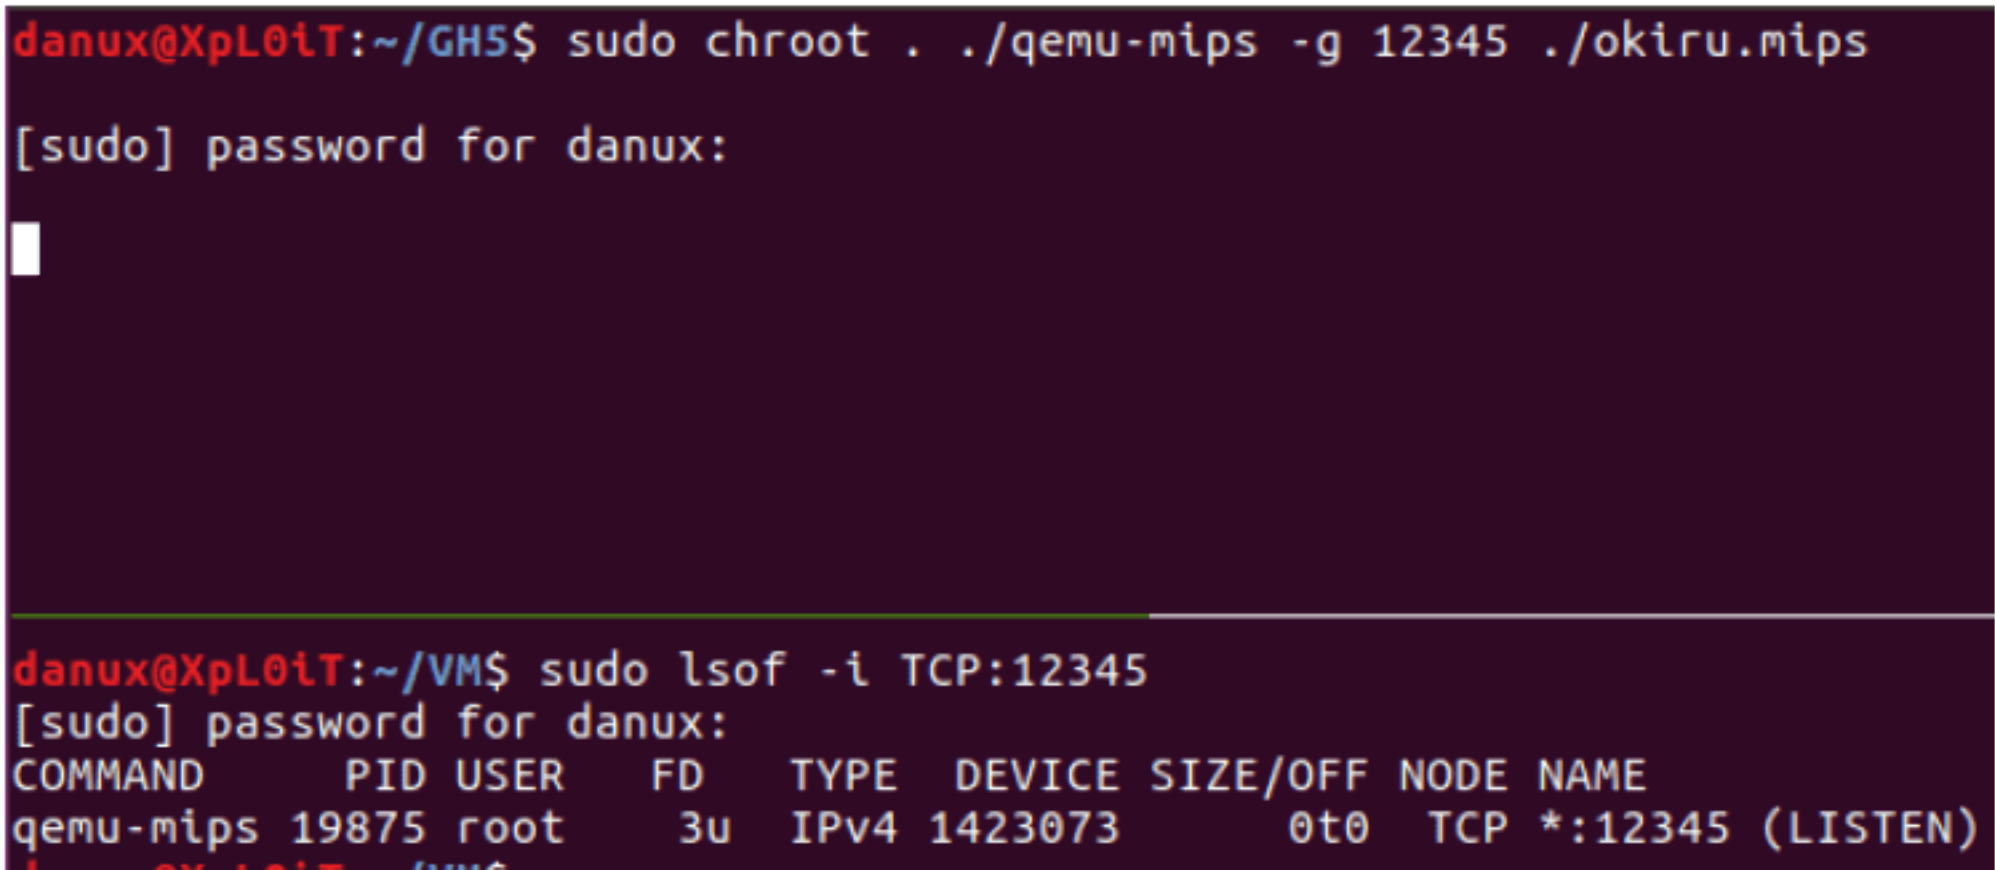 danux@XpL0iT:~/GH5$ sudo chroot . ./qemu-mips -g 12345 ./okiru.mips
[sudo] password for danux:
danux@XpL0iT:~/VM$ sudo lsof -i TCP:12345
[sudo] password for danux:
COMMAND     PID USER   FD   TYPE  DEVICE SIZE/OFF NODE NAME
qemu-mips 19875 root    3u  IPv4 1423073      0t0  TCP *:12345 (LISTEN)